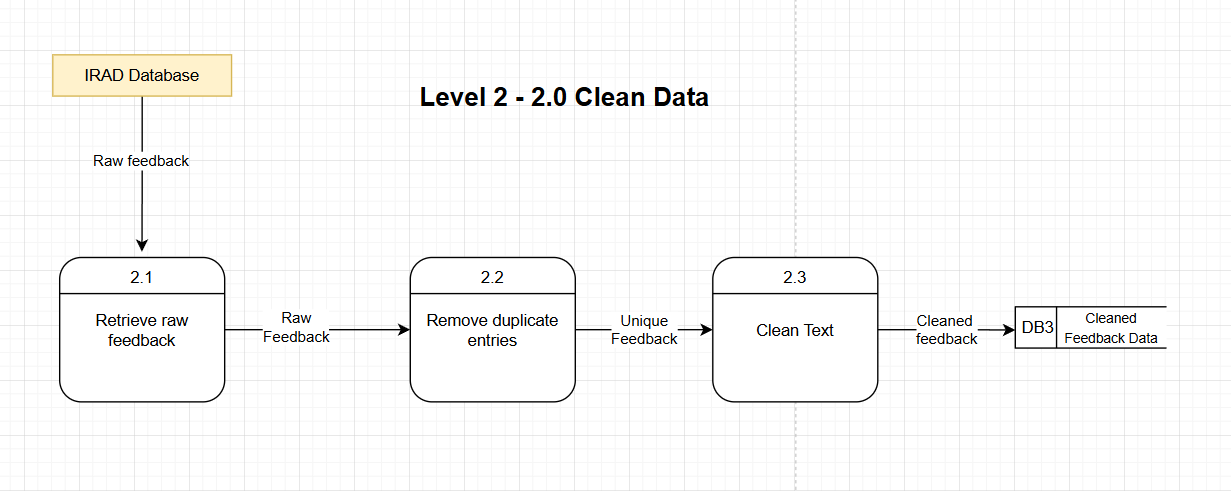 IRAD Database
Level 2 - 2.0 Clean Data
Raw feedback
2.1
Retrieve raw
feedback
Raw
Feedback
2.2
Remove duplicate
entries
Unique
Feedback
2.3
Clean Text
Cleaned
feedback
DB3
Cleaned
Feedback Data